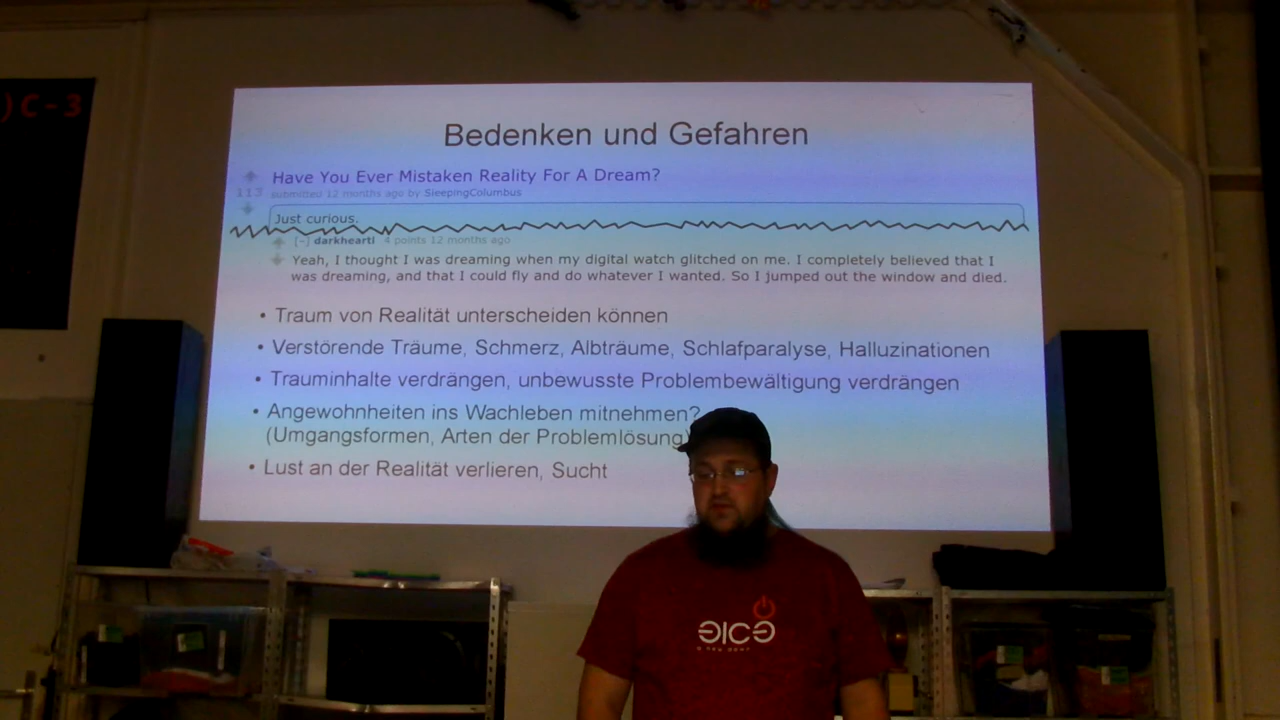 )C-3
Bedenken und Gefahren
Have You Ever Mistaken Reality For A Dream?
113
submitted 12 months ago by SleepingColumbus
Just curious.
[-] darkheartl 4 points 12 months ago
Yeah, I thought I was dreaming when my digital watch glitched on me. I completely believed that I
was dreaming, and that I could fly and do whatever I wanted. So I jumped out the window and died.
• Traum von Realität unterscheiden können
• Verstörende Träume, Schmerz, Albträume, Schlafparalyse, Halluzinationen
• Trauminhalte verdrängen, unbewusste Problembewältigung verdrängen
• Angewohnheiten ins Wachleben mitnehmen?
(Umgangsformen, Arten der Problemlösung)
• Lust an der Realität verlieren, Sucht